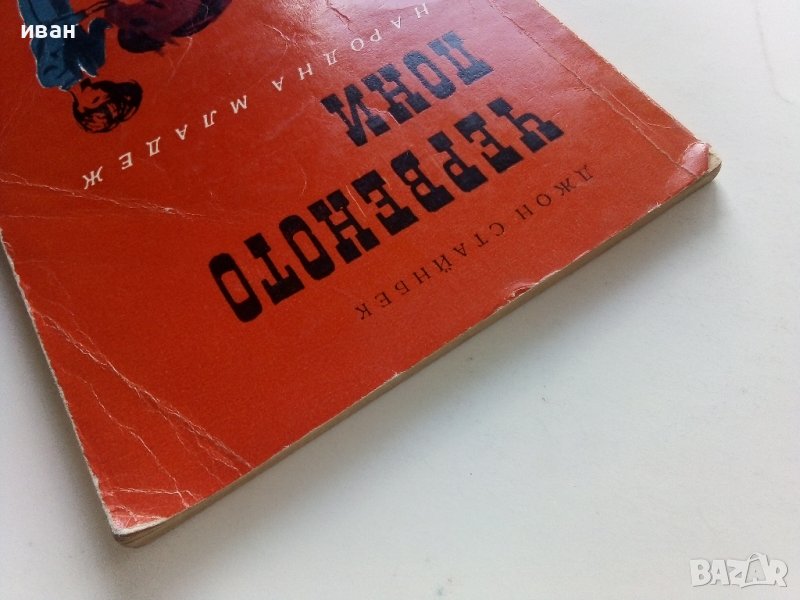 иван
ДЖОН СТАЙНБЕК
ЧЕРВЕНОТО
ПОНИ
НАРОДНА МЛАДЕЖ
BAZAR